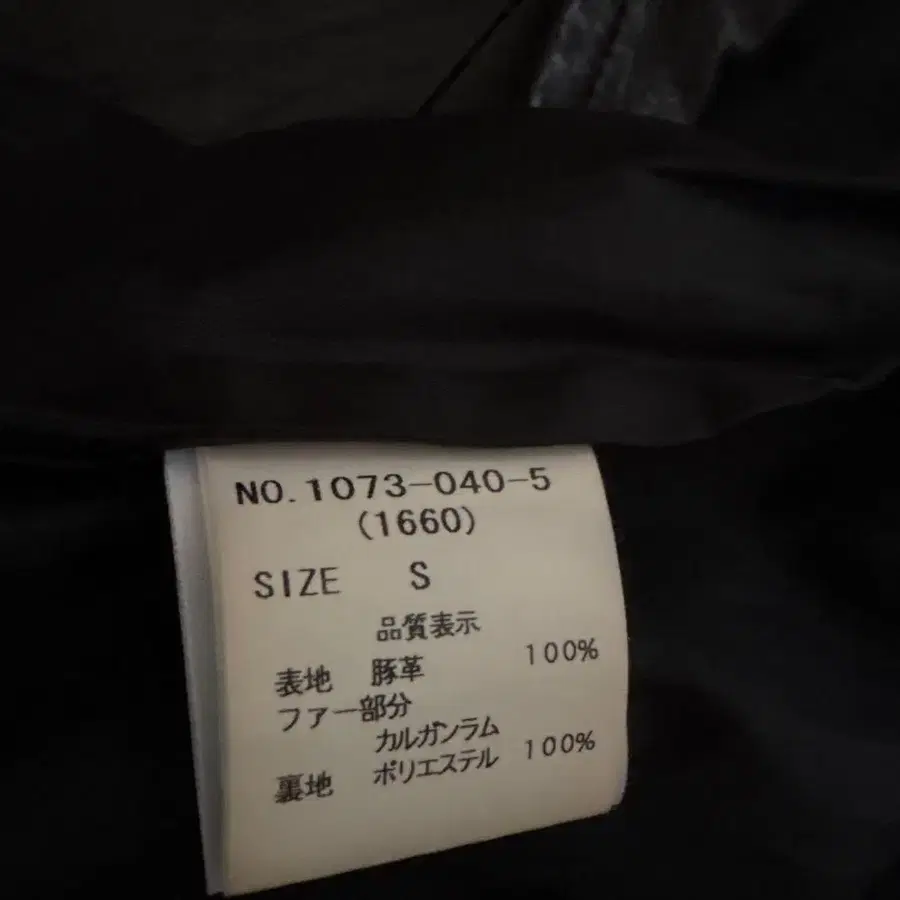 NO.1073-040-5
(1660)
SIZE S
品質表示
表地 豚革 100%
ファー部分
カルガンラム
裏地 ポリエステル 100%